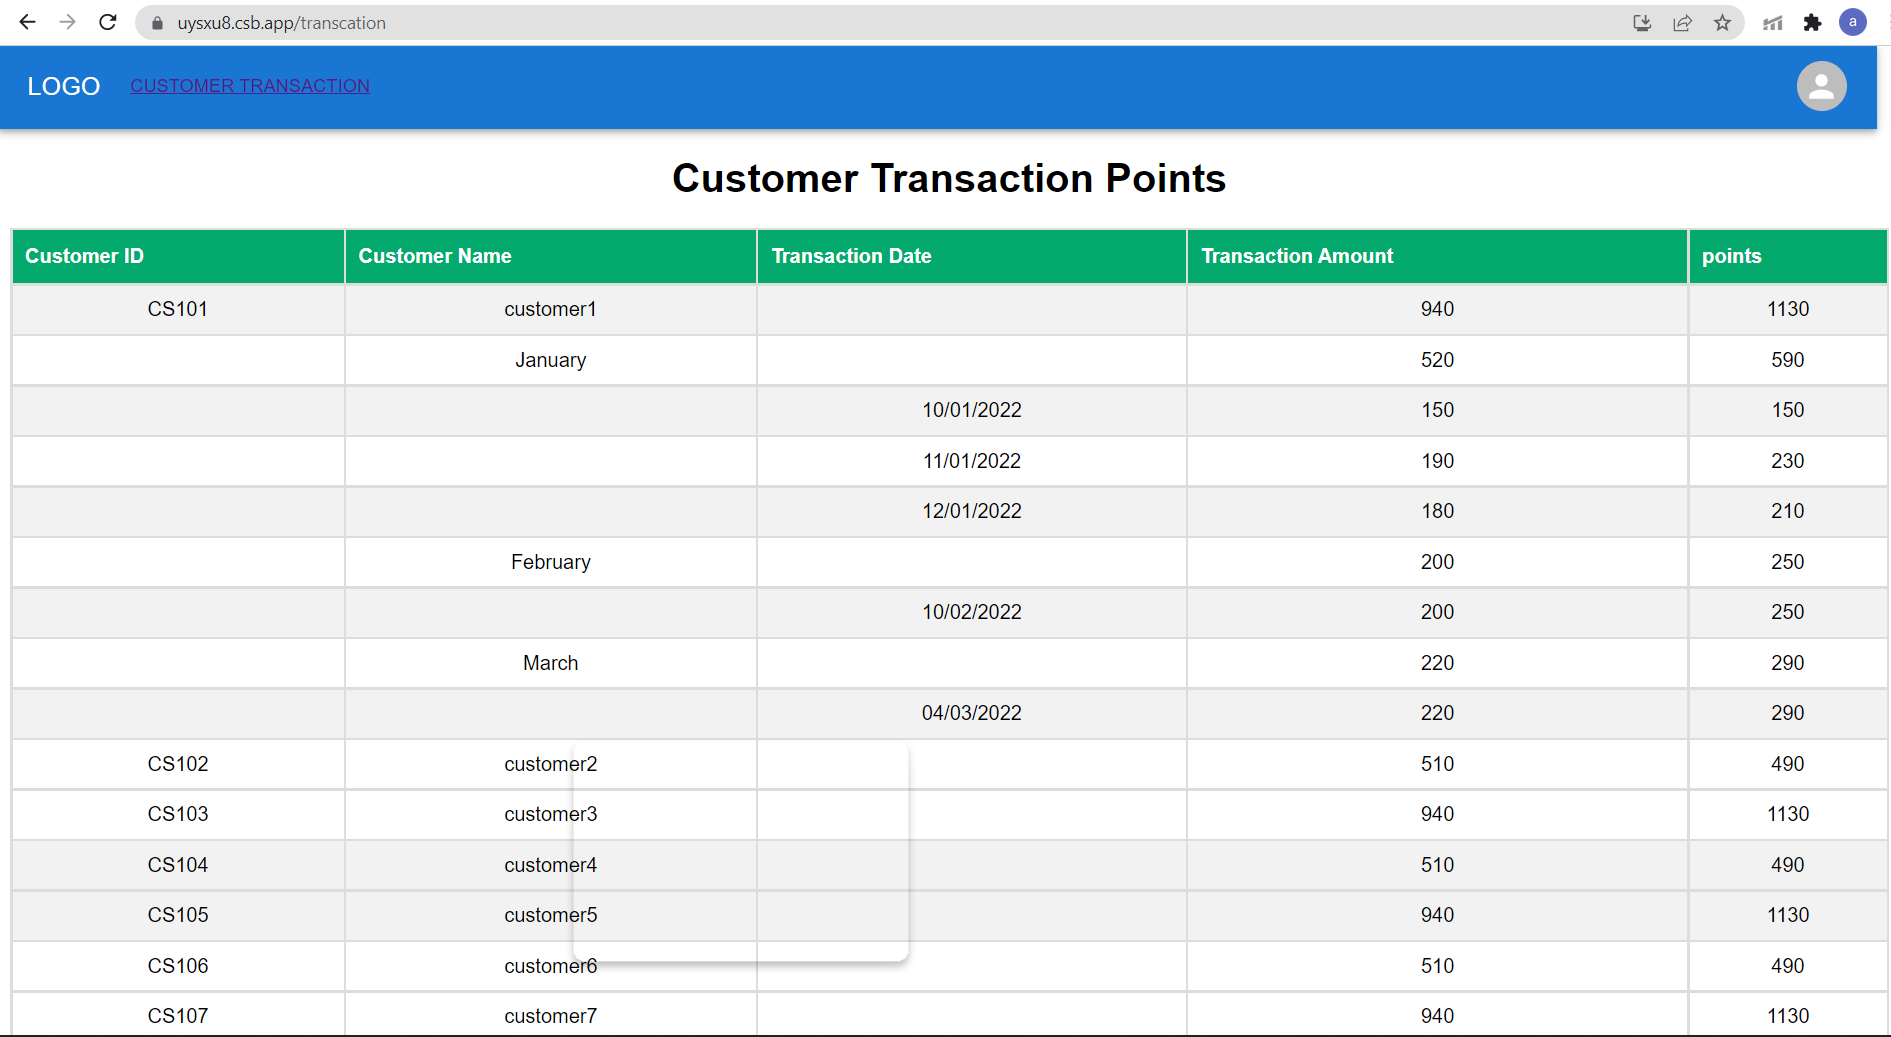 uysxu8.csb.app/transcation
a
LOGO CUSTOMER TRANSACTION
Customer Transaction Points
Customer ID Customer Name Transaction Date Transaction Amount points
CS101 customer1 940 1130
January 520 590
10/01/2022 150 150
11/01/2022 190 230
12/01/2022 180 210
February 200 250
10/02/2022 200 250
March 220 290
04/03/2022 220 290
CS102 customer2 510 490
CS103 customer3 940 1130
CS104 customer4 510 490
CS105 customer5 940 1130
CS106 customer6 510 490
CS107 customer7 940 1130